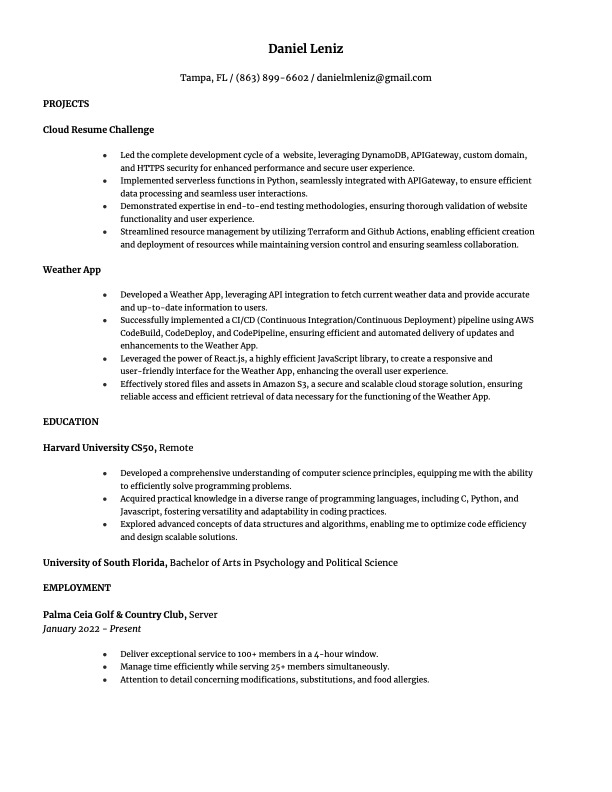 Daniel Leniz
Tampa, FL / (863) 899-6602 / danielmleniz@gmail.com
PROJECTS
Cloud Resume Challenge
• Led the complete development cycle of a website, leveraging DynamoDB, APIGateway, custom domain,
and HTTPS security for enhanced performance and secure user experience.
• Implemented serverless functions in Python, seamlessly integrated with APIGateway, to ensure efficient
data processing and seamless user interactions.
• Demonstrated expertise in end-to-end testing methodologies, ensuring thorough validation of website
functionality and user experience.
• Streamlined resource management by utilizing Terraform and Github Actions, enabling efficient creation
and deployment of resources while maintaining version control and ensuring seamless collaboration.
Weather App
• Developed a Weather App, leveraging API integration to fetch current weather data and provide accurate
and up-to-date information to users.
• Successfully implemented a CI/CD (Continuous Integration/Continuous Deployment) pipeline using AWS
CodeBuild, CodeDeploy, and CodePipeline, ensuring efficient and automated delivery of updates and
enhancements to the Weather App.
• Leveraged the power of React.js, a highly efficient JavaScript library, to create a responsive and
user-friendly interface for the Weather App, enhancing the overall user experience.
• Effectively stored files and assets in Amazon S3, a secure and scalable cloud storage solution, ensuring
reliable access and efficient retrieval of data necessary for the functioning of the Weather App.
EDUCATION
Harvard University CS50, Remote
• Developed a comprehensive understanding of computer science principles, equipping me with the ability
to efficiently solve programming problems.
• Acquired practical knowledge in a diverse range of programming languages, including C, Python, and
Javascript, fostering versatility and adaptability in coding practices.
• Explored advanced concepts of data structures and algorithms, enabling me to optimize code efficiency
and design scalable solutions.
University of South Florida, Bachelor of Arts in Psychology and Political Science
EMPLOYMENT
Palma Ceia Golf & Country Club, Server
January 2022 - Present
• Deliver exceptional service to 100+ members in a 4-hour window.
• Manage time efficiently while serving 25+ members simultaneously.
• Attention to detail concerning modifications, substitutions, and food allergies.